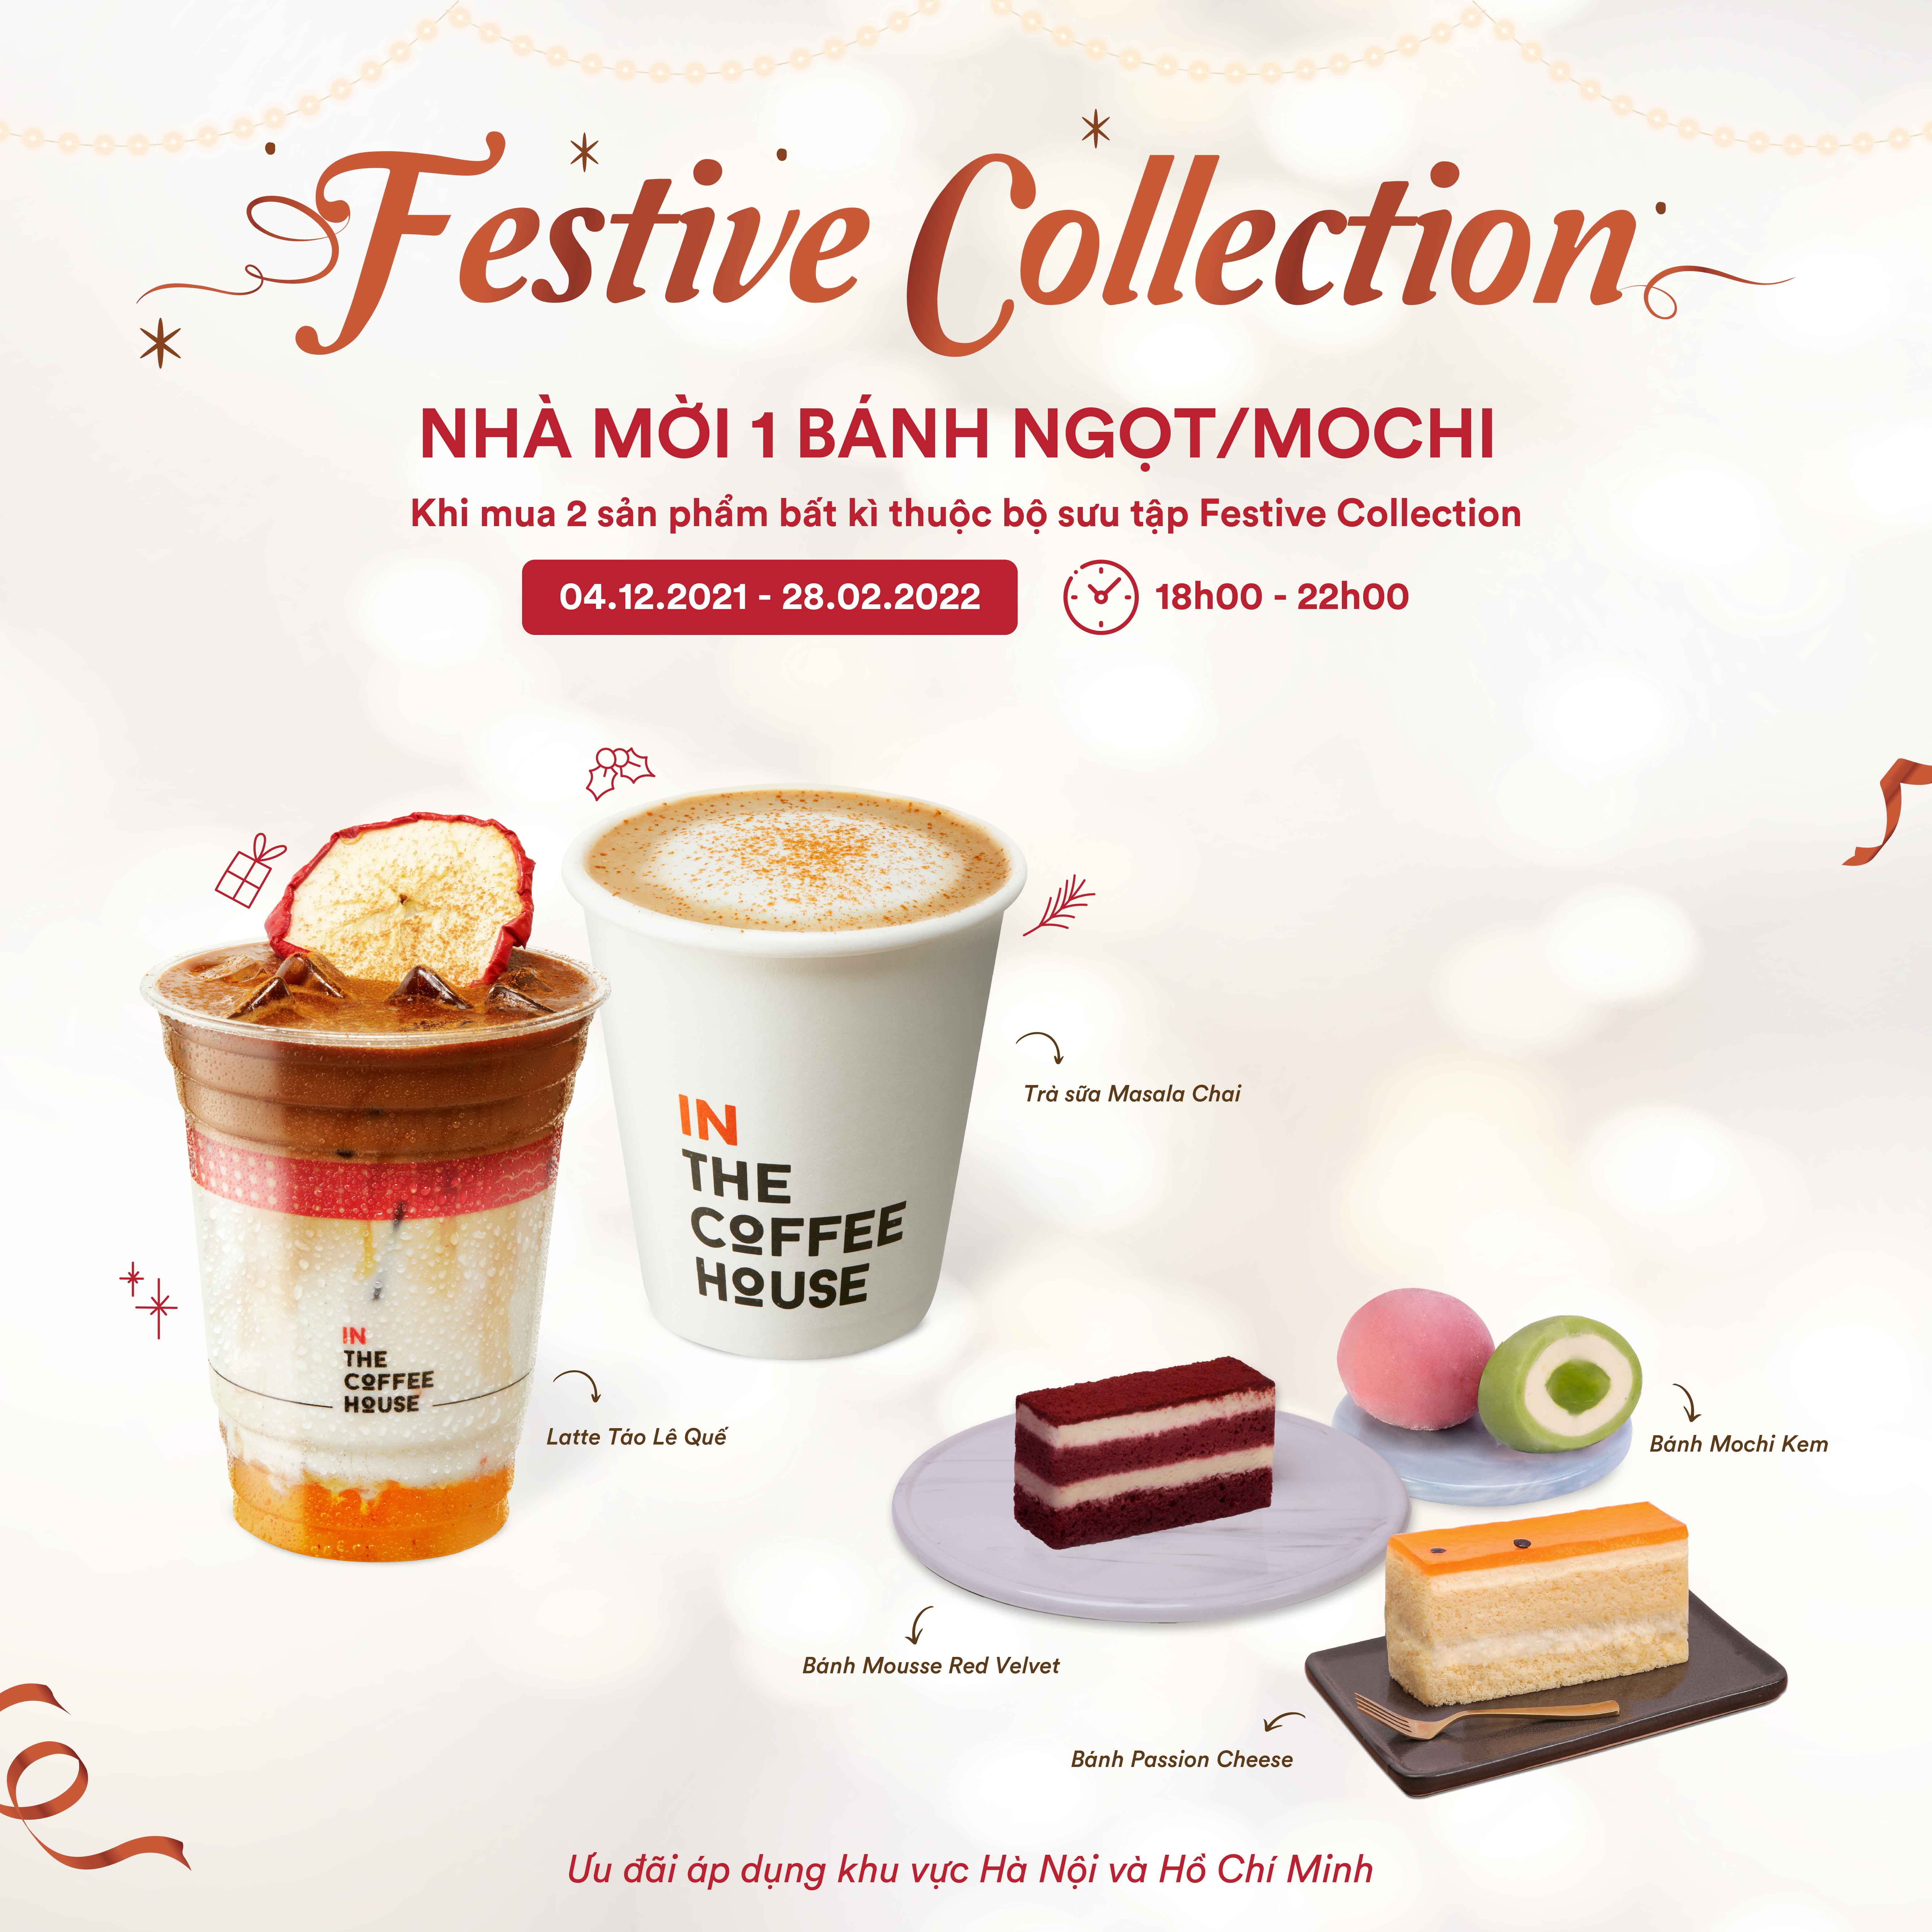 Festive Collection
NHÀ MỜI 1 BÁNH NGỌT/MOCHI
Khi mua 2 sản phẩm bất kì thuộc bộ sưu tập Festive Collection
04.12.2021 - 28.02.2022 18h00 - 22h00
IN
THE
COFFEE
HOUSE
Trà sữa Masala Chai
IN
THE
COFFEE
HOUSE
Latte Táo Lê Quế
Bánh Mochi Kem
Bánh Mousse Red Velvet
Bánh Passion Cheese
Ưu đãi áp dụng khu vực Hà Nội và Hồ Chí Minh